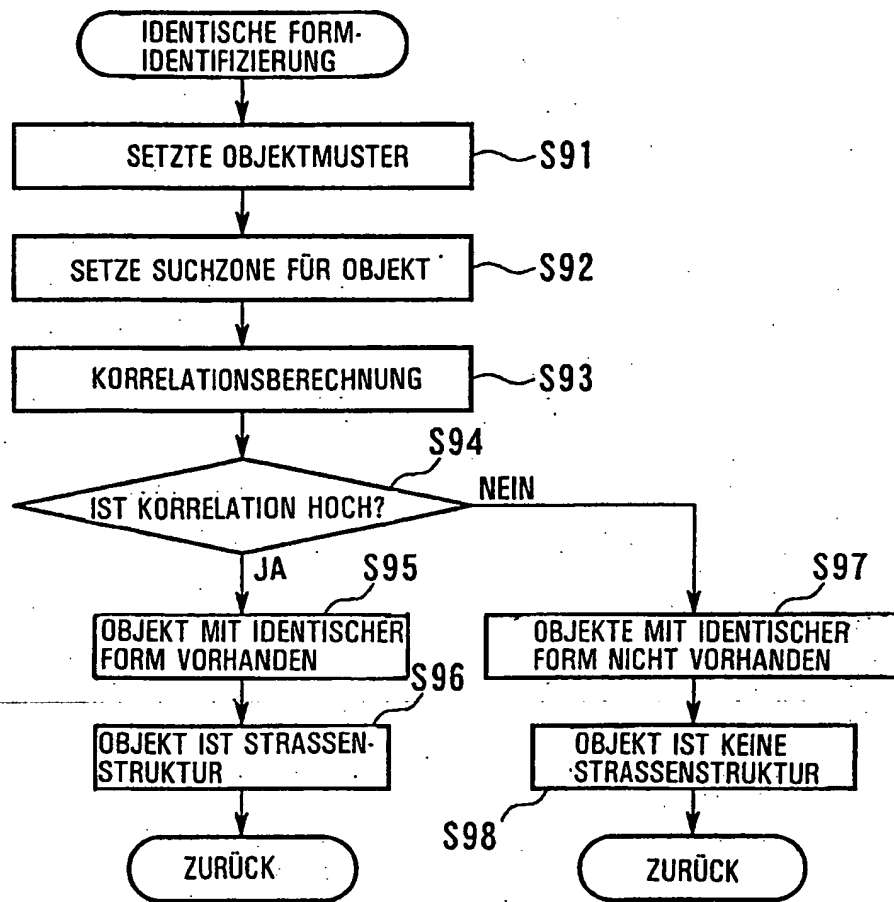 IDENTISCHE FORM-
IDENTIFIZIERUNG
SETZTE OBJEKTMUSTER
S91
SETZE SUCHZONE FÜR OBJEKT
S92
KORRELATIONSBERECHNUNG
S93
S94
IST KORRELATION HOCH?
NEIN
JA
S95
OBJEKT MIT IDENTISCHER
FORM VORHANDEN
S96
OBJEKT IST STRASSEN-
STRUKTUR
ZURÜCK
S97
OBJEKTE MIT IDENTISCHER
FORM NICHT VORHANDEN
OBJEKT IST KEINE
STRASSENSTRUKTUR
S98
ZURÜCK